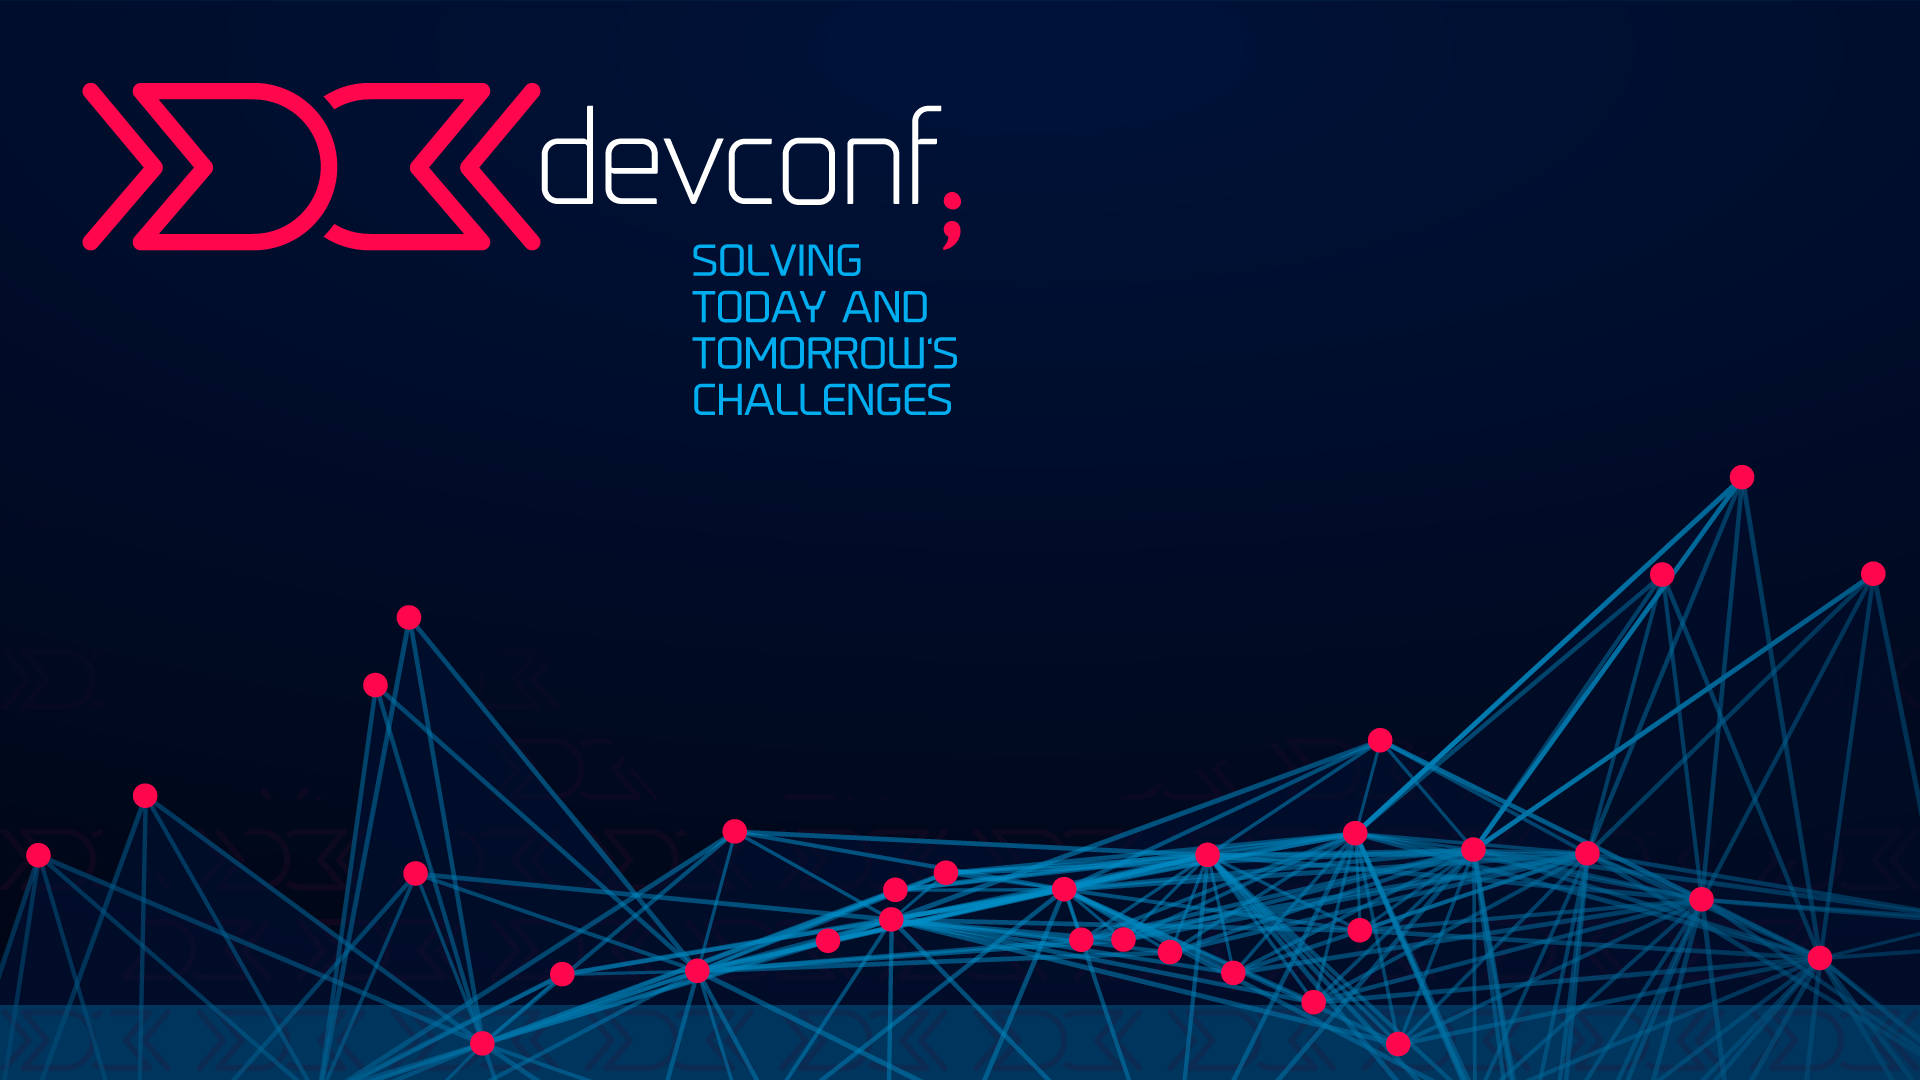 devconf;
SOLVING
TODAY AND
TOMORROW'S
CHALLENGES